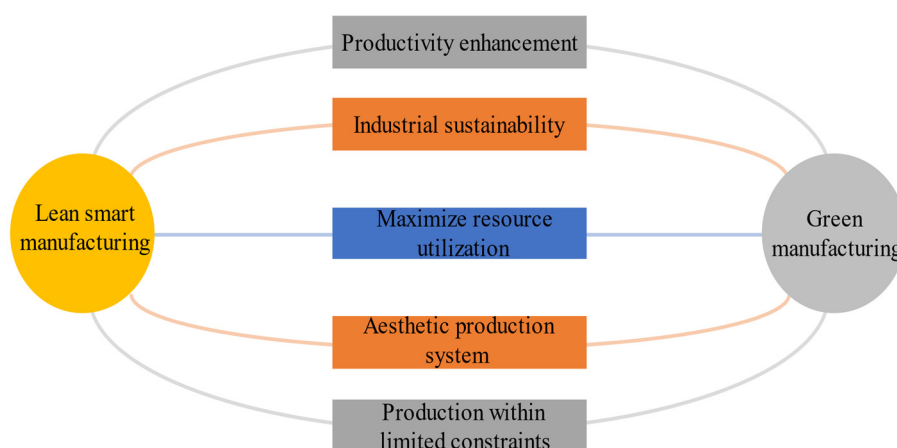 Productivity enhancement
Industrial sustainability
Lean smart
manufacturing
Maximize resource
utilization
Green
manufacturing
Aesthetic production
system
Production within
limited constraints